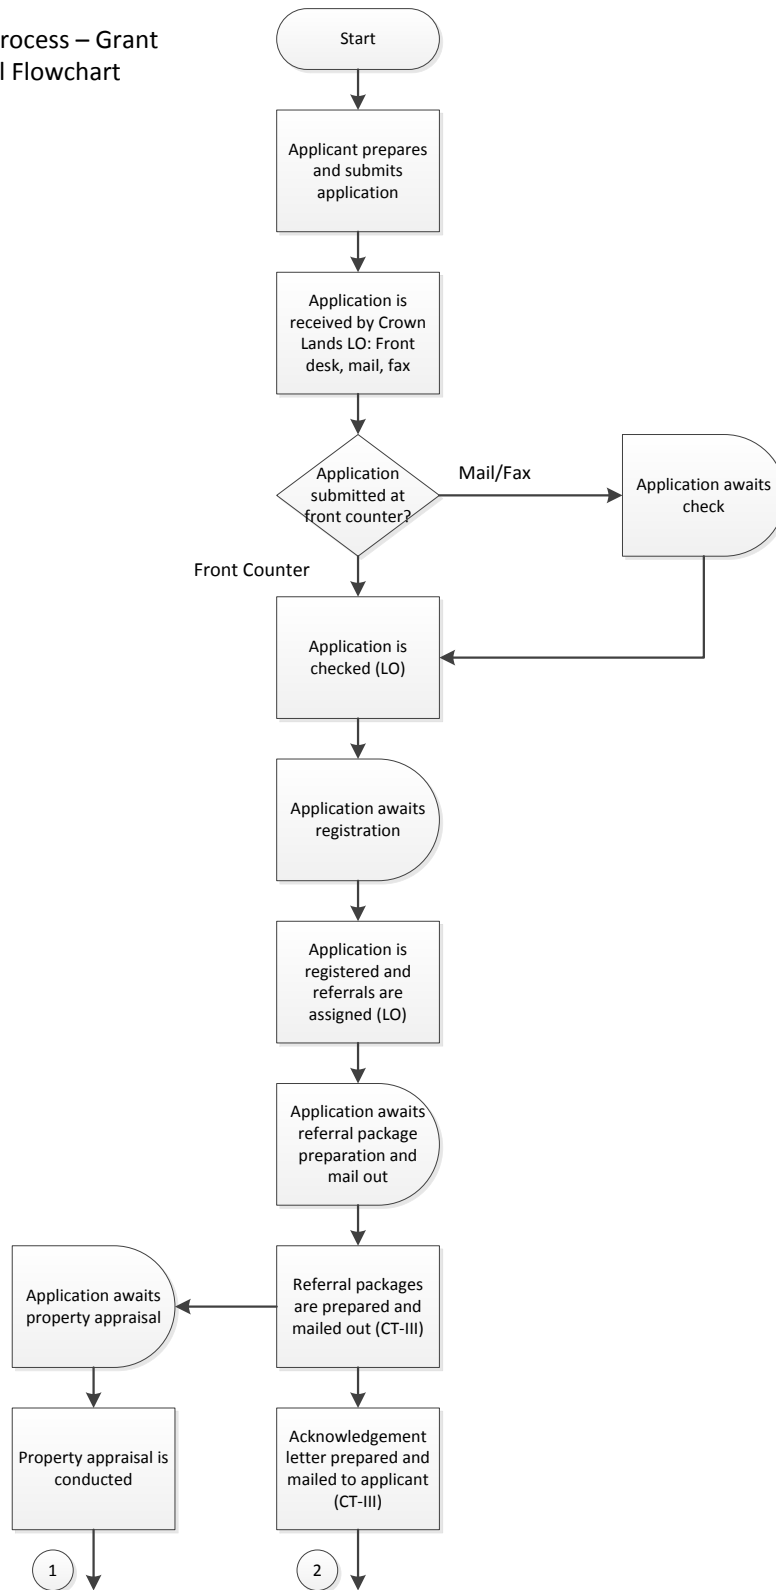 rocess – Grant
l Flowchart
Start
Applicant prepares
and submits
application
Application is
received by Crown
Lands LO: Front
desk, mail, fax
Application
submitted at
front counter?
Mail/Fax
Application awaits
check
Front Counter
Application is
checked (LO)
Application awaits
registration
Application is
registered and
referrals are
assigned (LO)
Application awaits
referral package
preparation and
mail out
Application awaits
property appraisal
Referral packages
are prepared and
mailed out (CT-III)
Property appraisal is
conducted
Acknowledgement
letter prepared and
mailed to applicant
(CT-III)
1
2